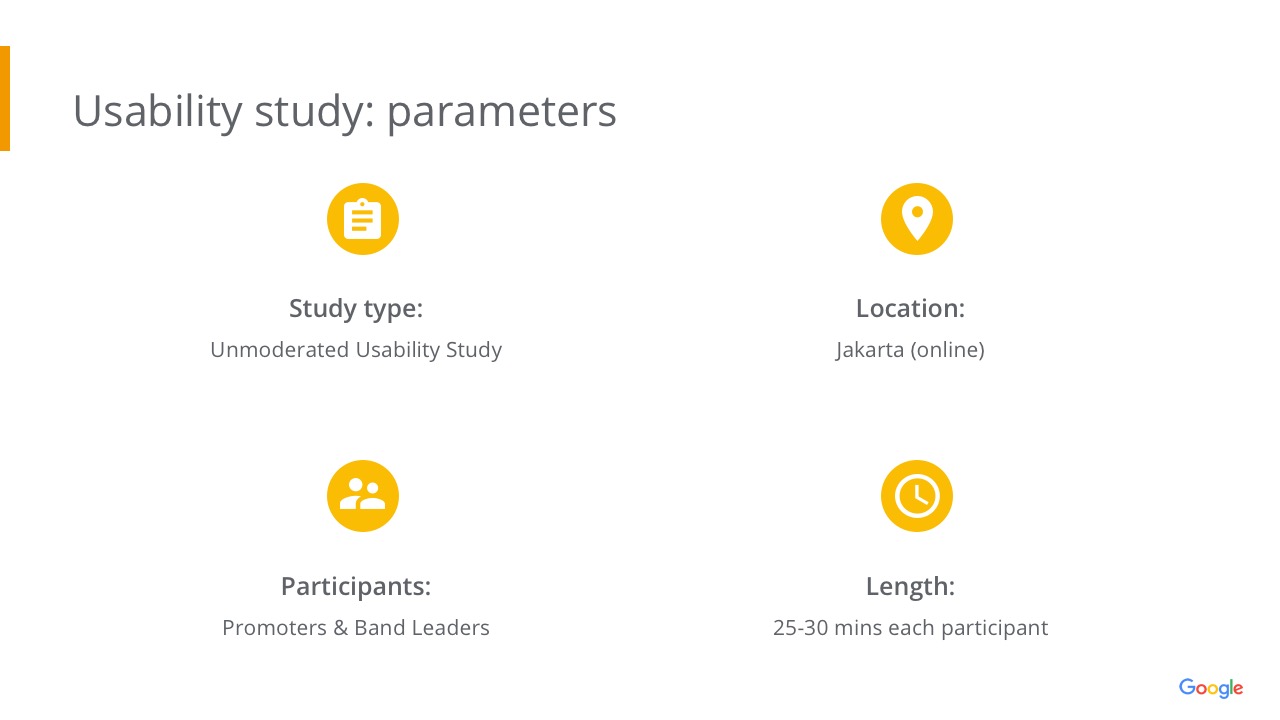 Usability study: parameters
Study type:
Unmoderated Usability Study
Location:
Jakarta (online)
Participants:
Promoters & Band Leaders
Length:
25-30 mins each participant
Google